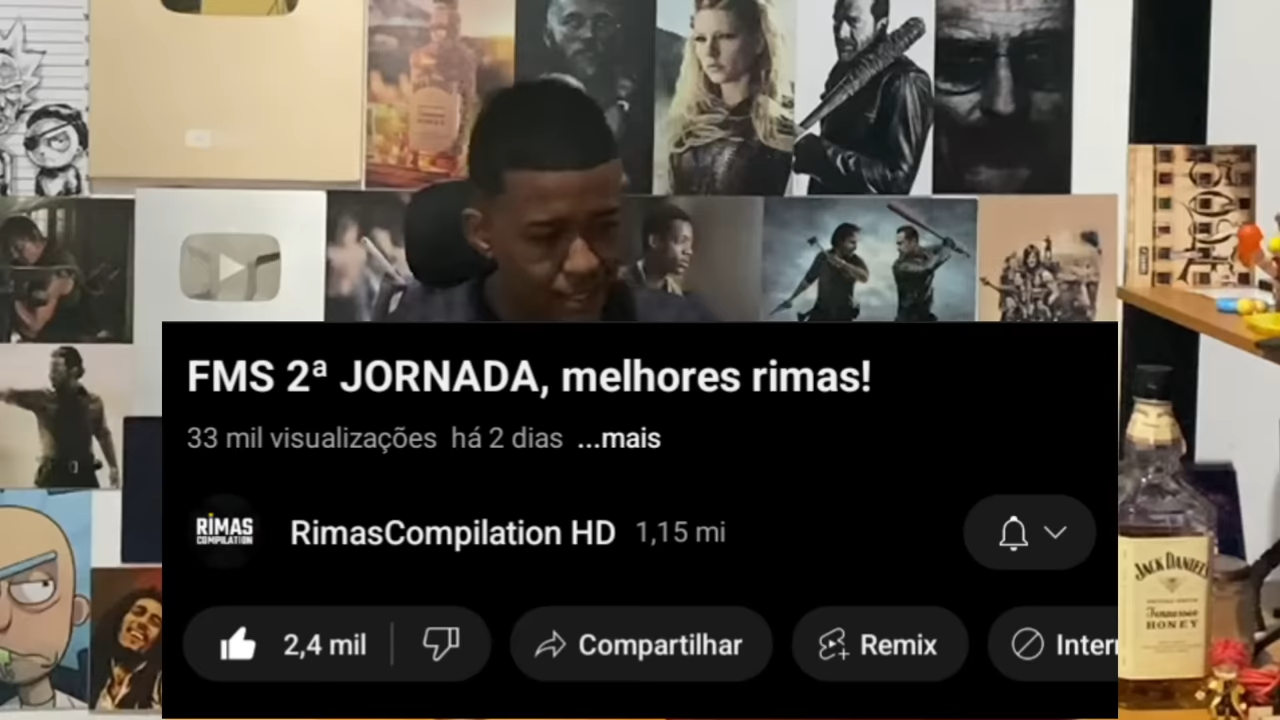 FMS 2ª JORNADA, melhores rimas!
33 mil visualizações há 2 dias ...mais
RIMAS
COMPILATION
RimasCompilation HD 1,15 mi
2,4 mil Compartilhar Remix Interr
JACK DANIEL'S
Tennessee
HONEY